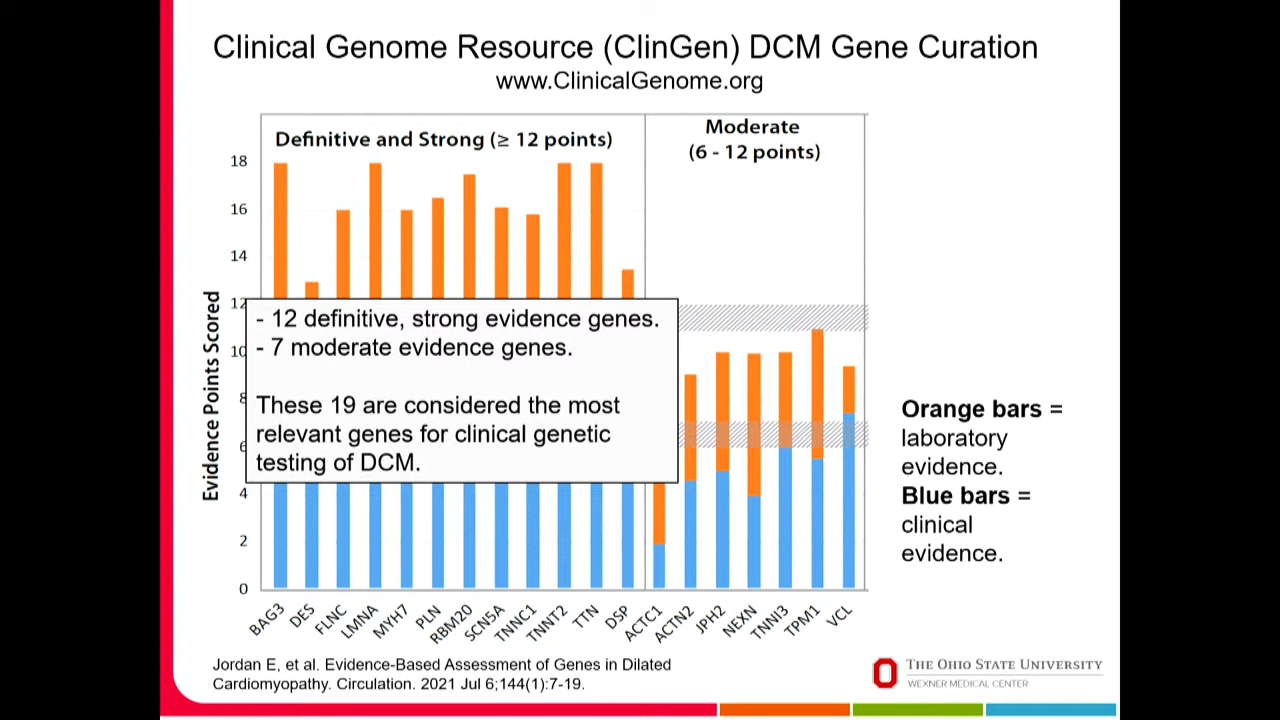 Clinical Genome Resource (ClinGen) DCM Gene Curation
www.ClinicalGenome.org
Definitive and Strong (≥ 12 points)
Moderate
(6 - 12 points)
Evidence Points Scored
18
16
14
12
10
8
6
4
2
0
- 12 definitive, strong evidence genes.
- 7 moderate evidence genes.
These 19 are considered the most
relevant genes for clinical genetic
testing of DCM.
Orange bars =
laboratory
evidence.
Blue bars =
clinical
evidence.
BAG3
DES
FLNC
LMNA
MYH7
PLN
RBM20
SCN5A
TNNC1
TNNT2
TTN
DSP
ACTC1
ACTN2
JPH2
NEXN
TNNI3
TPM1
VCL
Jordan E, et al. Evidence-Based Assessment of Genes in Dilated
Cardiomyopathy. Circulation. 2021 Jul 6;144(1):7-19.
THE OHIO STATE UNIVERSITY
WEXNER MEDICAL CENTER